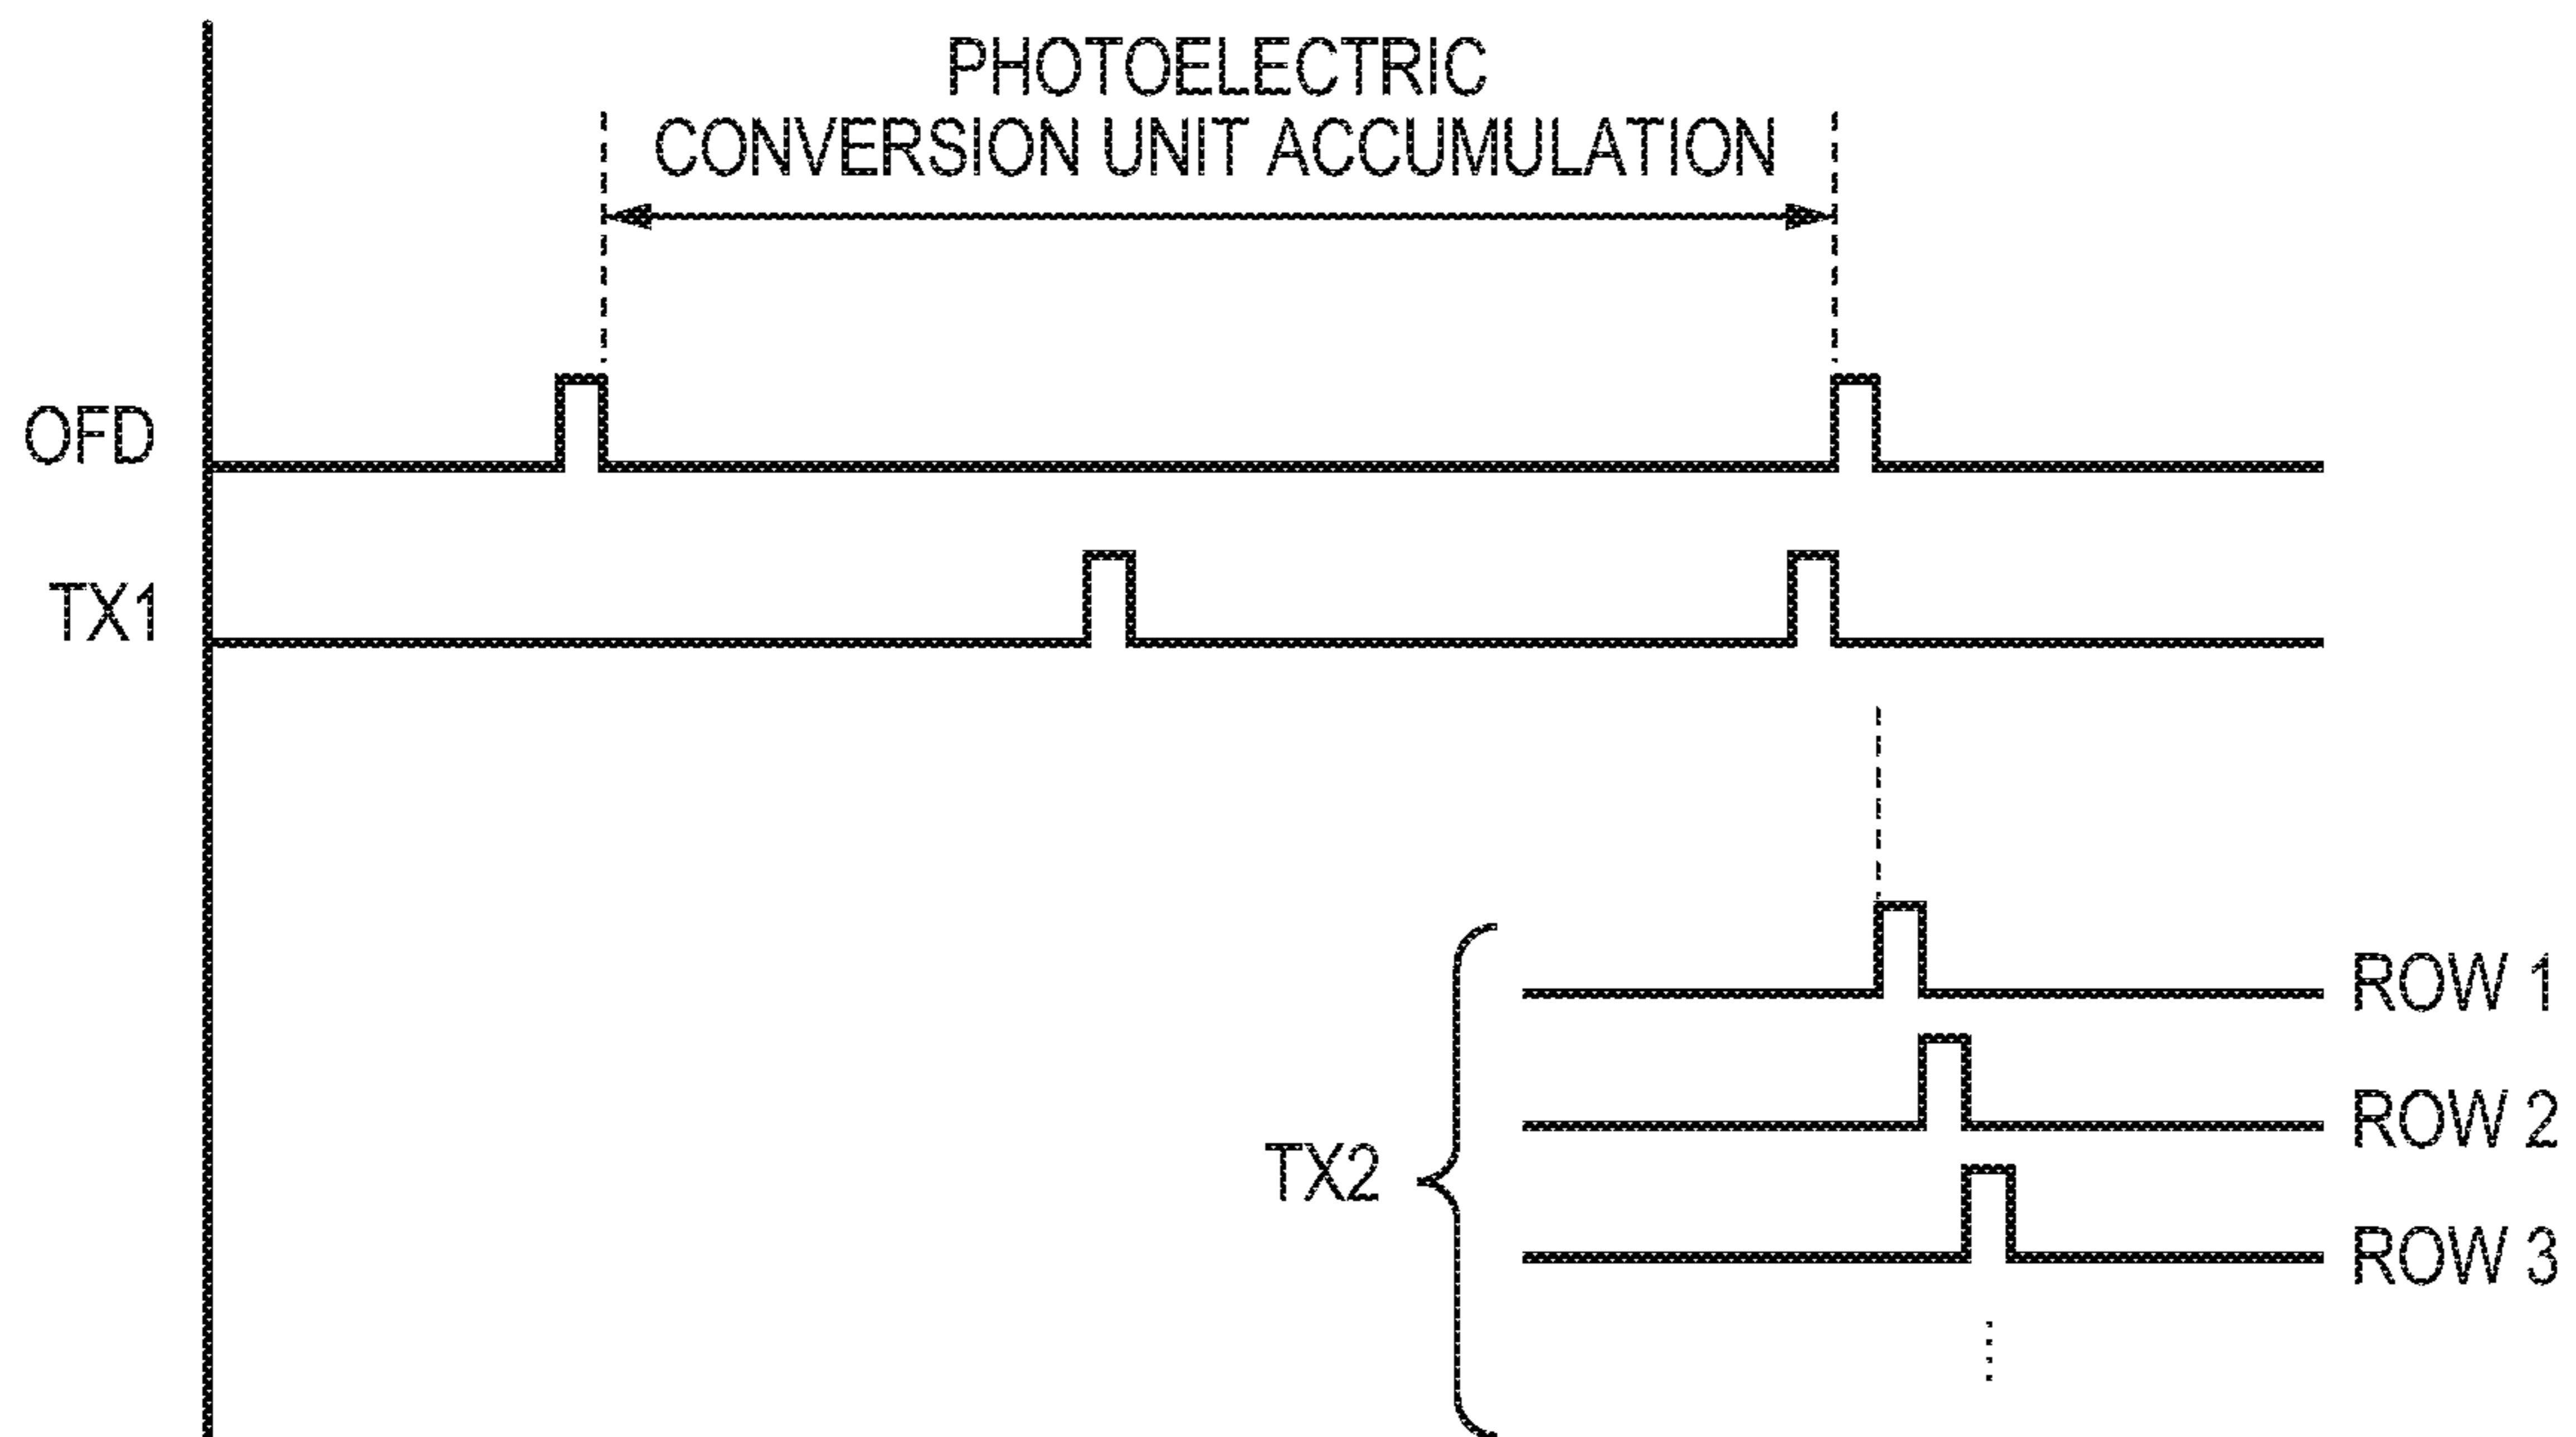 PHOTOELECTRIC
CONVERSION UNIT ACCUMULATION
OFD
TX1
TX2
ROW 1
ROW 2
ROW 3